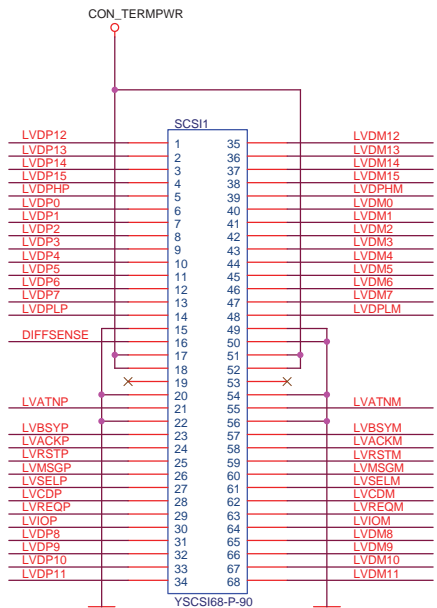 CON_TERMPWR
SCSI1
LVDP12 1 35 LVDM12
LVDP13 2 36 LVDM13
LVDP14 3 37 LVDM14
LVDP15 4 38 LVDM15
LVDPHP 5 39 LVDPHM
LVDP0 6 40 LVDM0
LVDP1 7 41 LVDM1
LVDP2 8 42 LVDM2
LVDP3 9 43 LVDM3
LVDP4 10 44 LVDM4
LVDP5 11 45 LVDM5
LVDP6 12 46 LVDM6
LVDP7 13 47 LVDM7
LVDPLP 14 48 LVDPLM
15 49
DIFFSENSE 16 50
17 51
18 52
19 53
20 54
LVATNP 21 55 LVATNM
22 56
LVBSYP 23 57 LVBSYM
LVACKP 24 58 LVACKM
LVRSTP 25 59 LVRSTM
LVMSGP 26 60 LVMSGM
LVSELP 27 61 LVSELM
LVCDP 28 62 LVCDM
LVREQP 29 63 LVREQM
LVIOP 30 64 LVIOM
LVDP8 31 65 LVDM8
LVDP9 32 66 LVDM9
LVDP10 33 67 LVDM10
LVDP11 34 68 LVDM11
YSCSI68-P-90